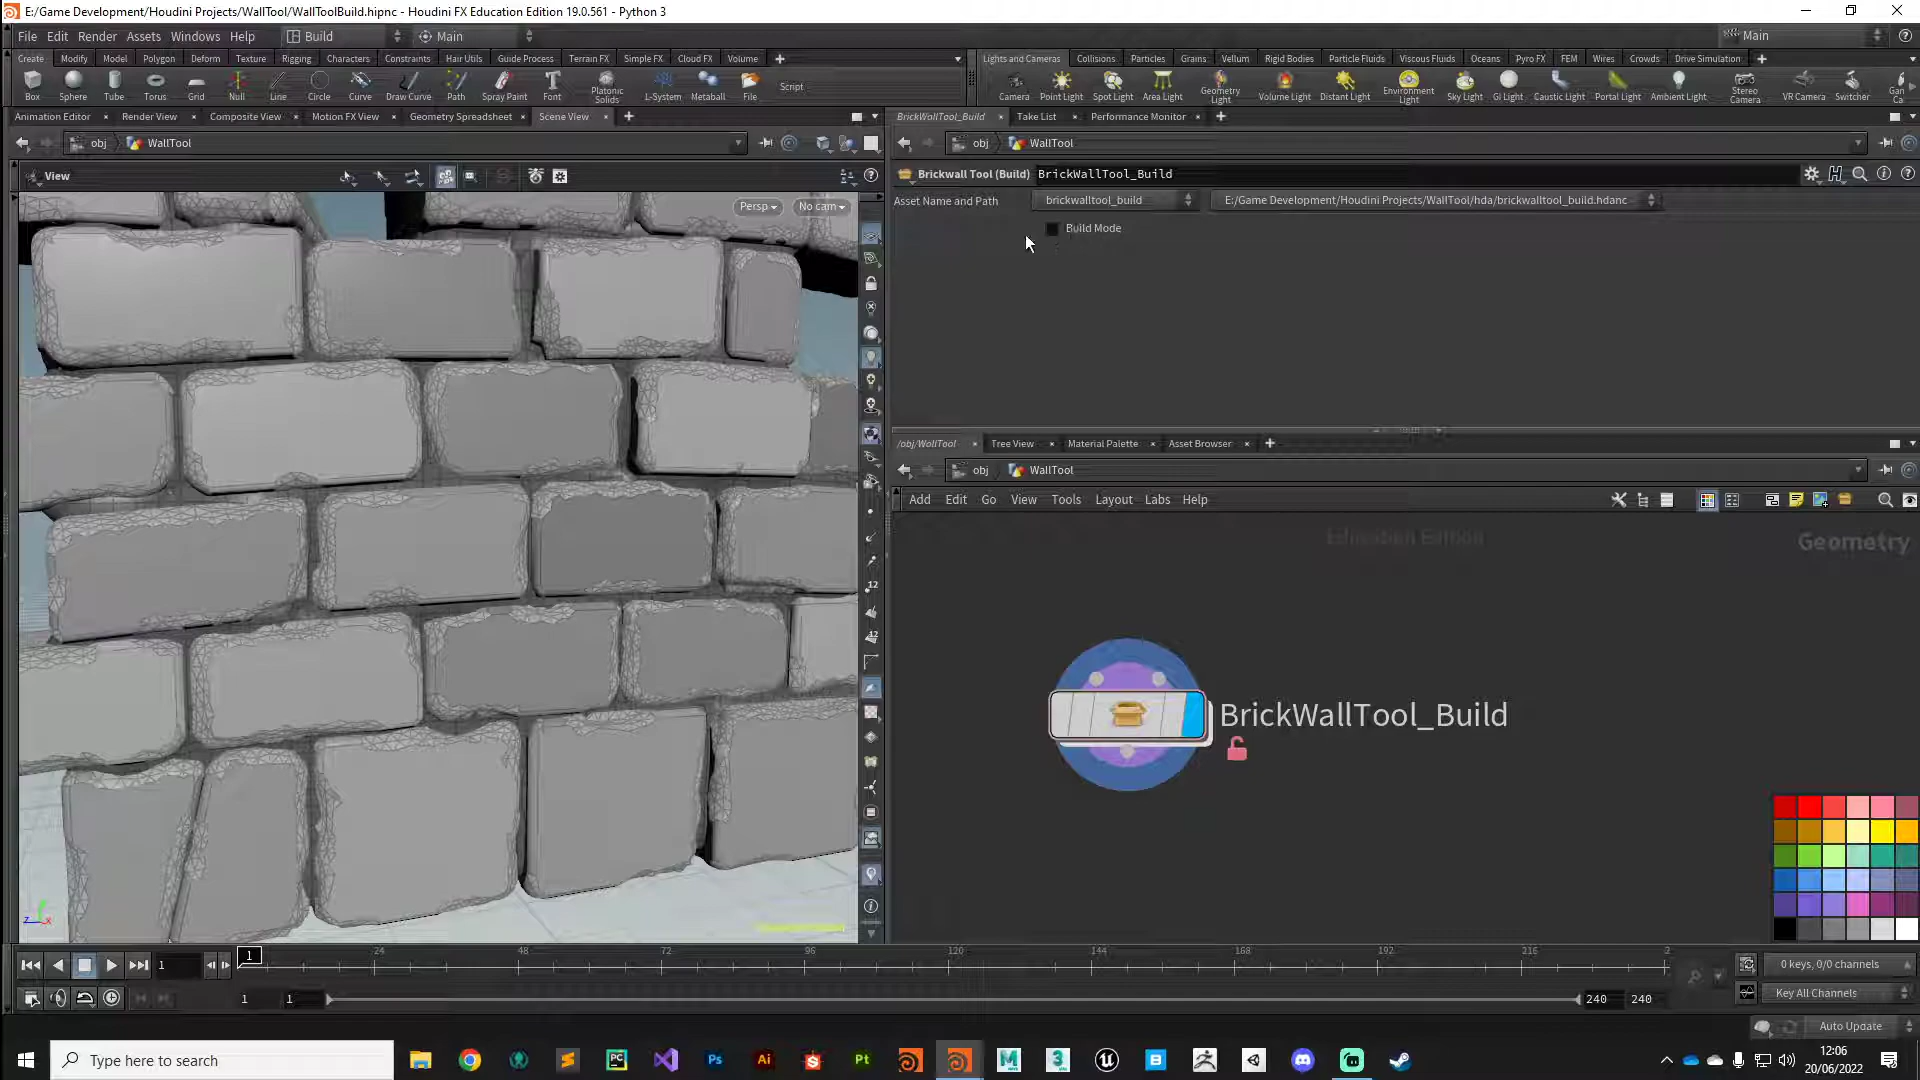 E:/Game Development/Houdini Projects/WallTool/WallToolBuild.hipnc - Houdini FX Education Edition 19.0.561 - Python 3
File Edit Render Assets Windows Help Build Main Main
Create Modify Model Polygon Deform Texture Rigging Characters Constraints Hair Utils Guide Process Terrain FX Simple FX Cloud FX Volume
Lights and Cameras Collisions Particles Grains Vellum Rigid Bodies Particle Fluids Viscous Fluids Oceans Pyro FX FEM Wires Crowds Drive Simulation
Box Sphere Tube Torus Grid Null Line Circle Curve Draw Curve Path Spray Paint Font Platonic Solids L-System Metaball File Script
Camera Point Light Spot Light Area Light Geometry Light Volume Light Distant Light Environment Light Sky Light GI Light Caustic Light Portal Light Ambient Light Stereo Camera VR Camera Switcher Gan Ca
Animation Editor Render View Composite View Motion FX View Geometry Spreadsheet Scene View
BrickWallTool_Build Take List Performance Monitor
obj WallTool
obj WallTool
View
Brickwall Tool (Build) BrickWallTool_Build
Asset Name and Path brickwalltool_build E:/Game Development/Houdini Projects/WallTool/hda/brickwalltool_build.hdanc
Persp No cam
Build Mode
/obj/WallTool Tree View Material Palette Asset Browser
obj WallTool
Add Edit Go View Tools Layout Labs Help
Education Edition
Geometry
12
12
BrickWallTool_Build
z x
1 1 24 48 72 96 120 144 168 192 216 2
0 keys, 0/0 channels
1 1 240 240
Key All Channels
Auto Update
Type here to search
12:06
20/06/2022